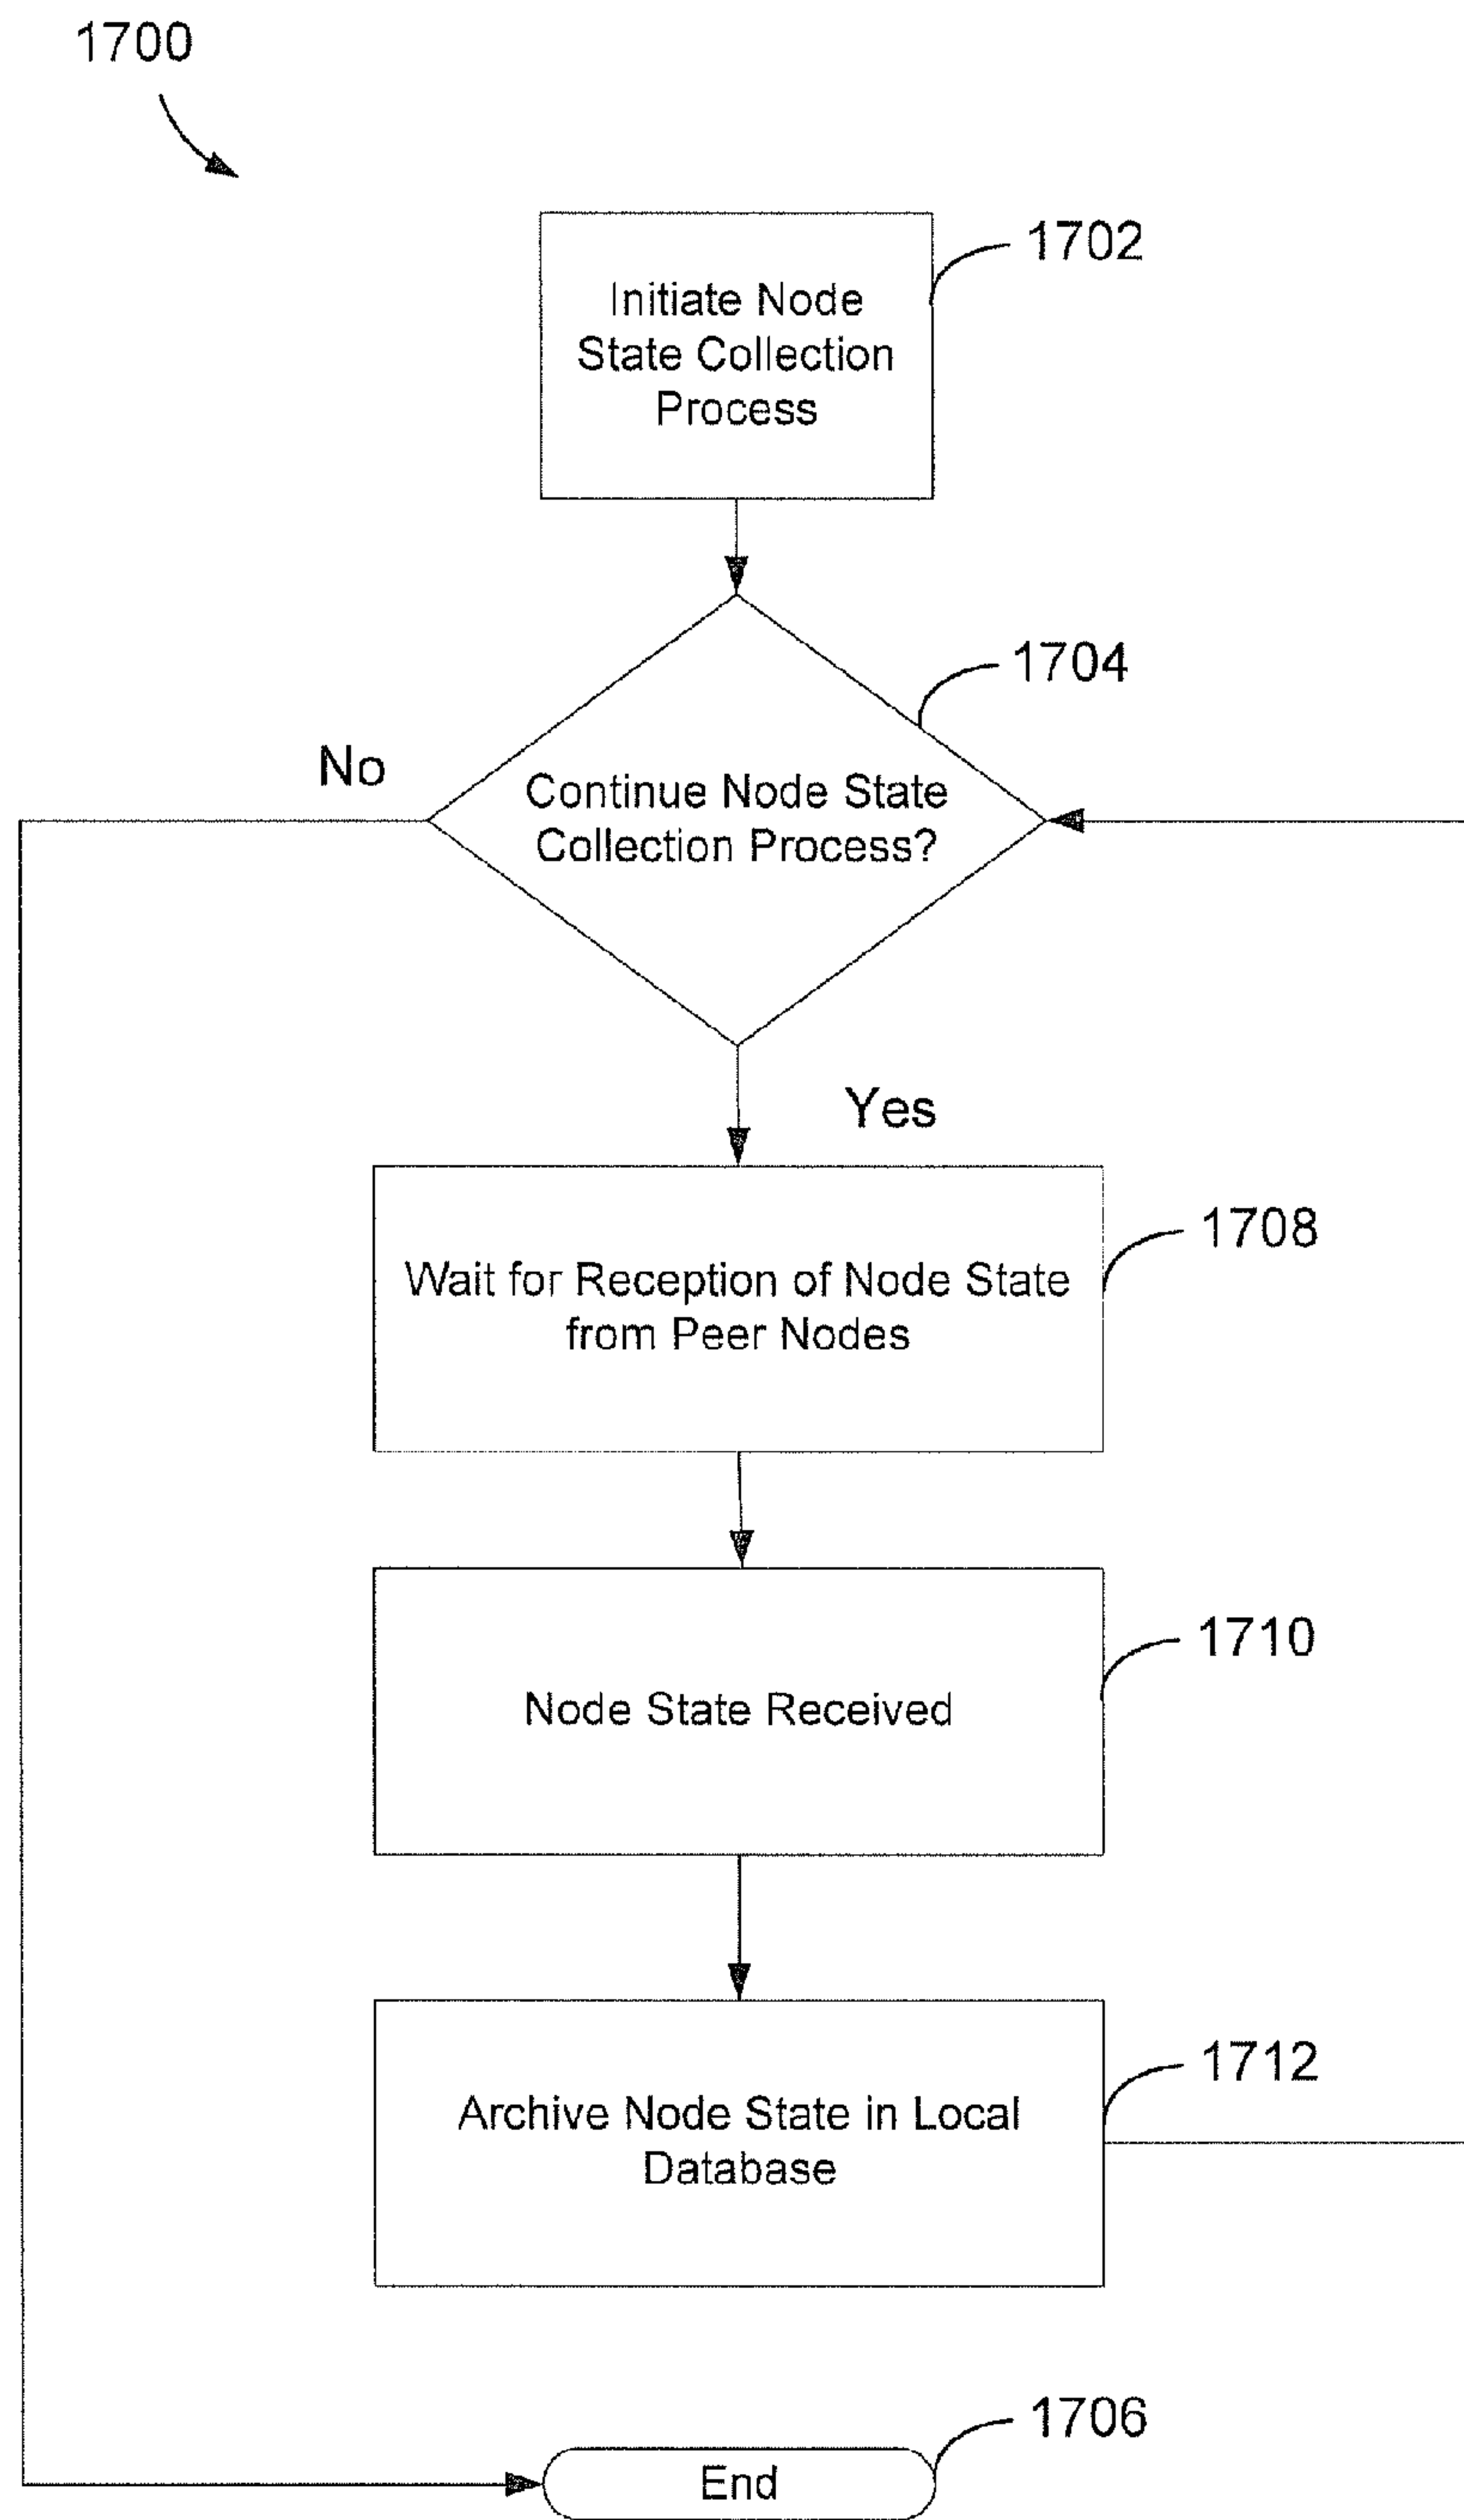 1700
1702
Initiate Node
State Collection
Process
1704
No
Continue Node State
Collection Process?
Yes
1708
Wait for Reception of Node State
from Peer Nodes
1710
Node State Received
1712
Archive Node State in Local
Database
1706
End